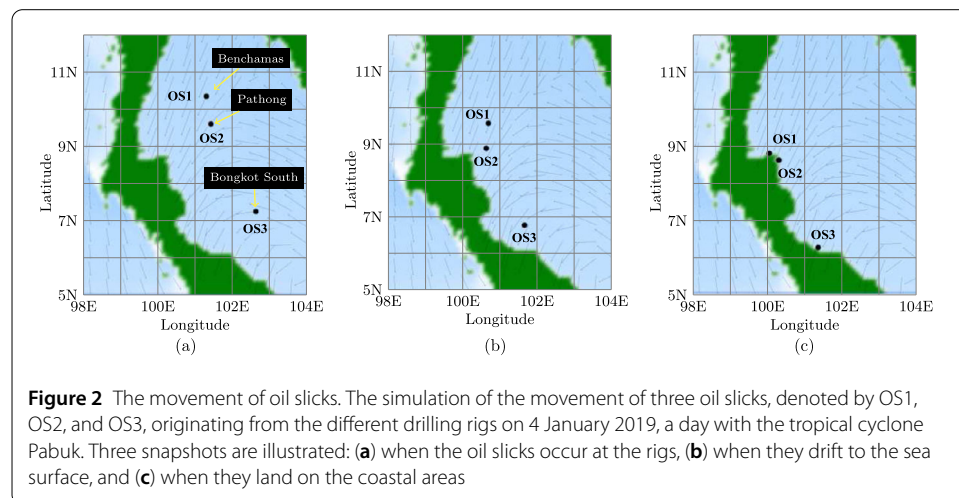 11N
9N
7N
5N
Latitude
98E 100E 102E 104E
Longitude
(a)
Benchamas
OS1
Pathong
OS2
Bongkot South
OS3
11N
9N
7N
5N
Latitude
98E 100E 102E 104E
Longitude
(b)
OS1
OS2
OS3
11N
9N
7N
5N
Latitude
98E 100E 102E 104E
Longitude
(c)
OS1
OS2
OS3
Figure 2 The movement of oil slicks. The simulation of the movement of three oil slicks, denoted by OS1,
OS2, and OS3, originating from the different drilling rigs on 4 January 2019, a day with the tropical cyclone
Pabuk. Three snapshots are illustrated: (a) when the oil slicks occur at the rigs, (b) when they drift to the sea
surface, and (c) when they land on the coastal areas